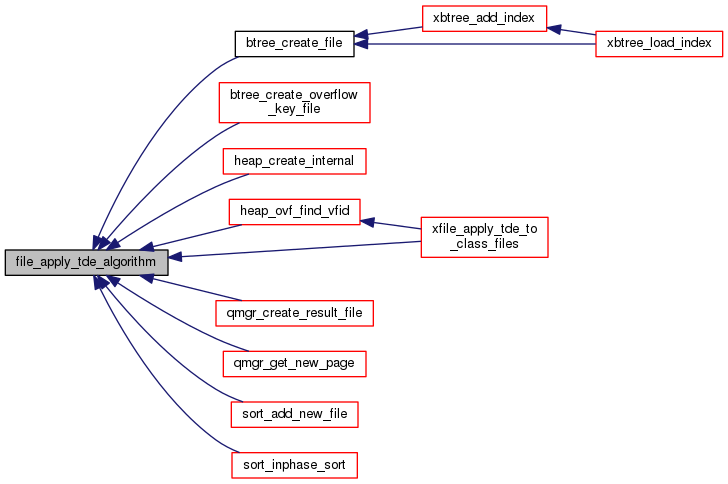 file_apply_tde_algorithm
btree_create_file
xbtree_add_index
xbtree_load_index
btree_create_overflow
_key_file
heap_create_internal
heap_ovf_find_vfid
xfile_apply_tde_to
_class_files
qmgr_create_result_file
qmgr_get_new_page
sort_add_new_file
sort_inphase_sort